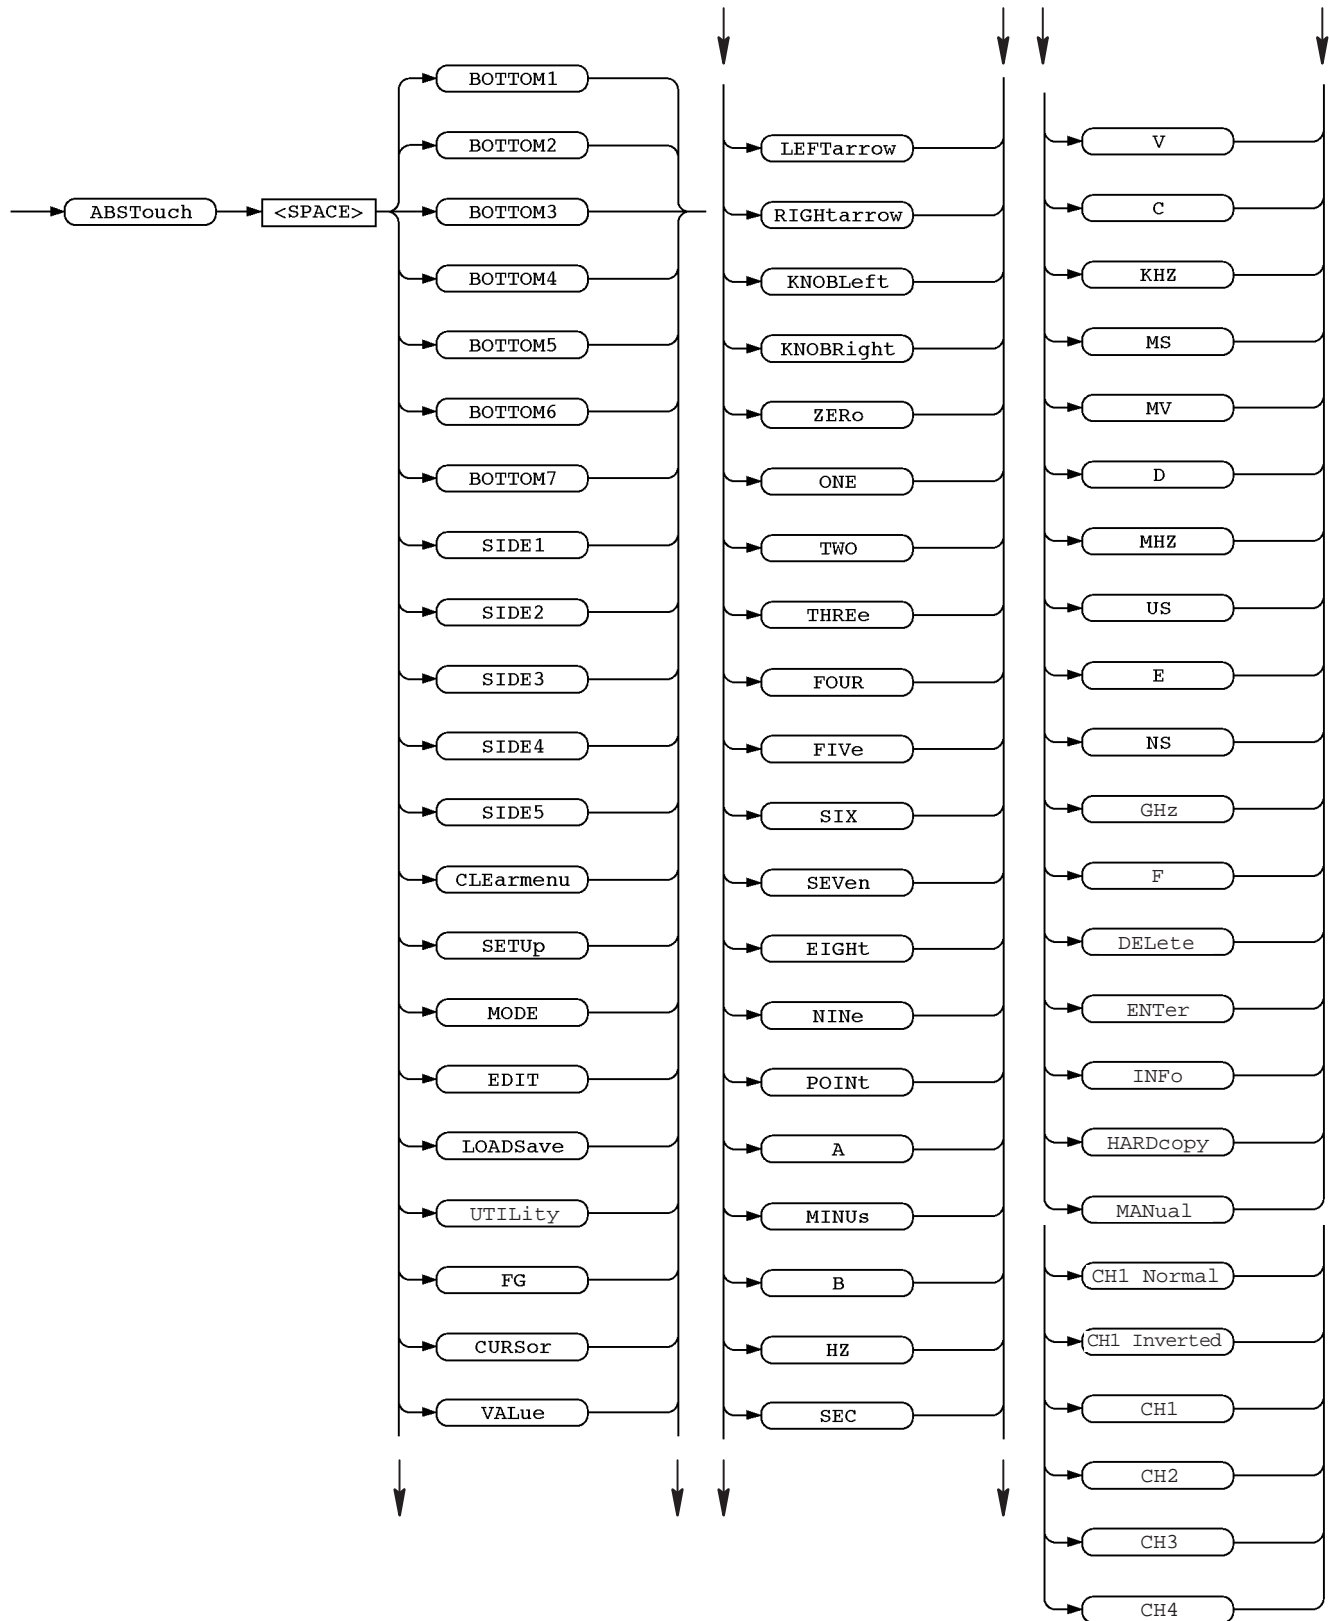 ABSTouch
<SPACE>
BOTTOM1
BOTTOM2
BOTTOM3
BOTTOM4
BOTTOM5
BOTTOM6
BOTTOM7
SIDE1
SIDE2
SIDE3
SIDE4
SIDE5
CLEarmenu
SETUp
MODE
EDIT
LOADSave
UTILity
FG
CURSor
VALue
LEFTarrow
RIGHtarrow
KNOBLeft
KNOBRight
ZERo
ONE
TWO
THREe
FOUR
FIVe
SIX
SEVen
EIGHt
NINe
POINt
A
MINUs
B
HZ
SEC
V
C
KHZ
MS
MV
D
MHZ
US
E
NS
GHz
F
DELete
ENTer
INFo
HARDcopy
MANual
CH1 Normal
CH1 Inverted
CH1
CH2
CH3
CH4